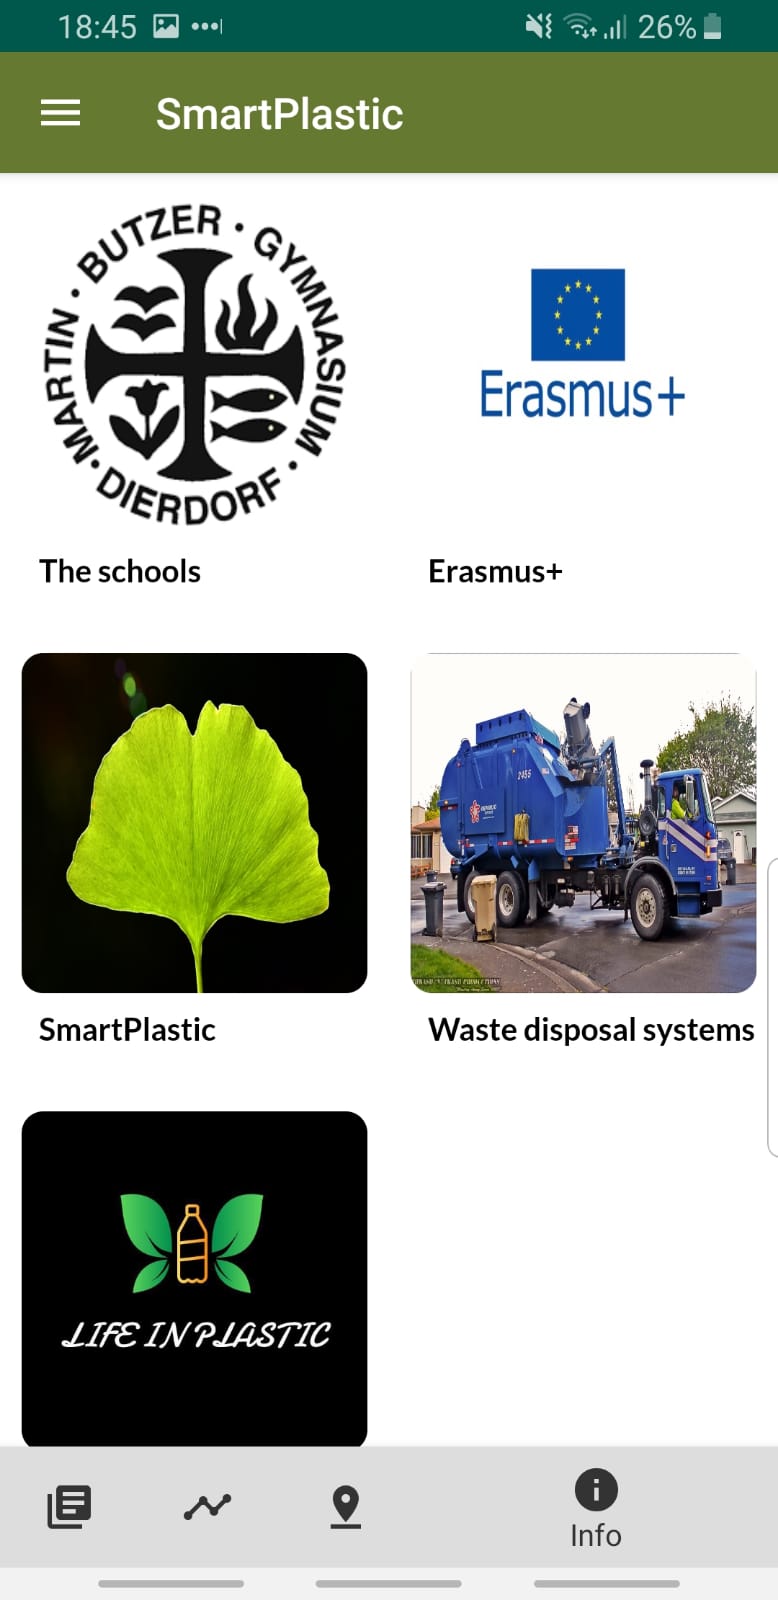 18:45
26%
SmartPlastic
MARTIN · BUTZER · GYMNASIUM · DIERDORF ·
Erasmus+
The schools
Erasmus+
2455
SmartPlastic
Waste disposal systems
LIFE IN PLASTIC
Info